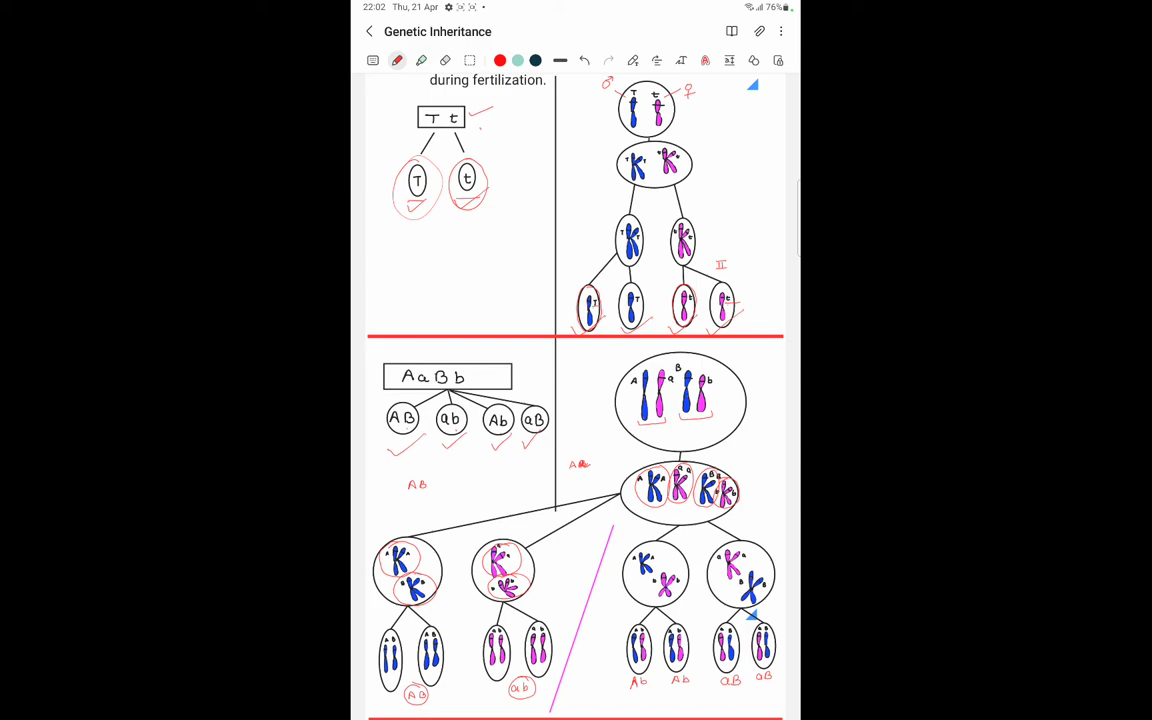 22:02 Thu, 21 Apr
76%
Genetic Inheritance
during fertilization.
T t
T t
♂ T t ♀
T T t t
T T t t
II
T T t t
AaBb
AB ab Ab aB
AB
A a B b
A A a a B B b b
A A a a A A a a
B B b b b b B B
A B A B a b a b A b A b a B a B
AB ab Ab Ab aB aB